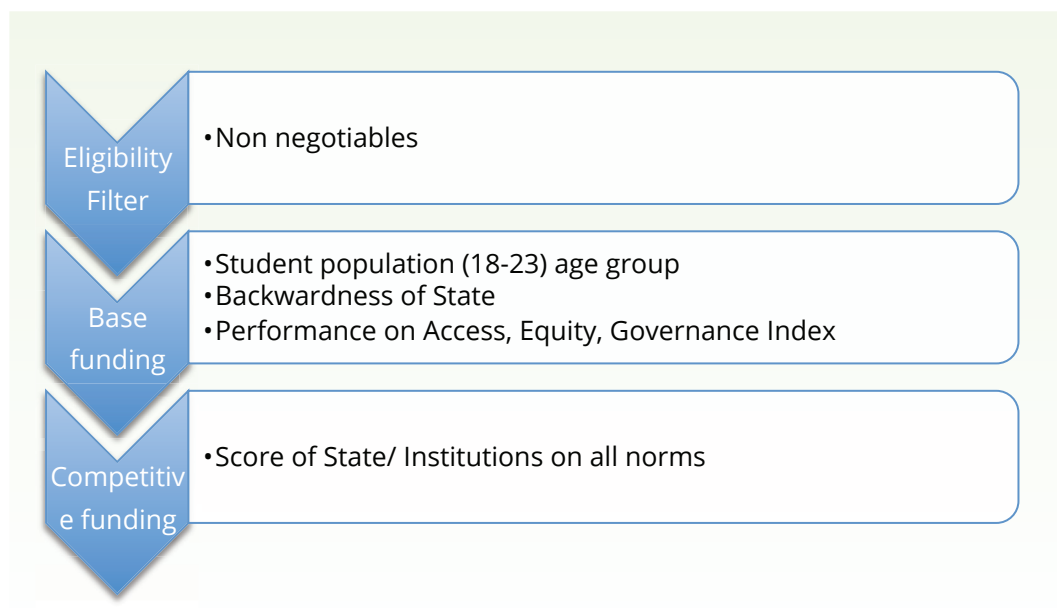 Eligibility
Filter
•Non negotiables
Base
funding
•Student population (18-23) age group
•Backwardness of State
•Performance on Access, Equity, Governance Index
Competitiv
e funding
•Score of State/ Institutions on all norms